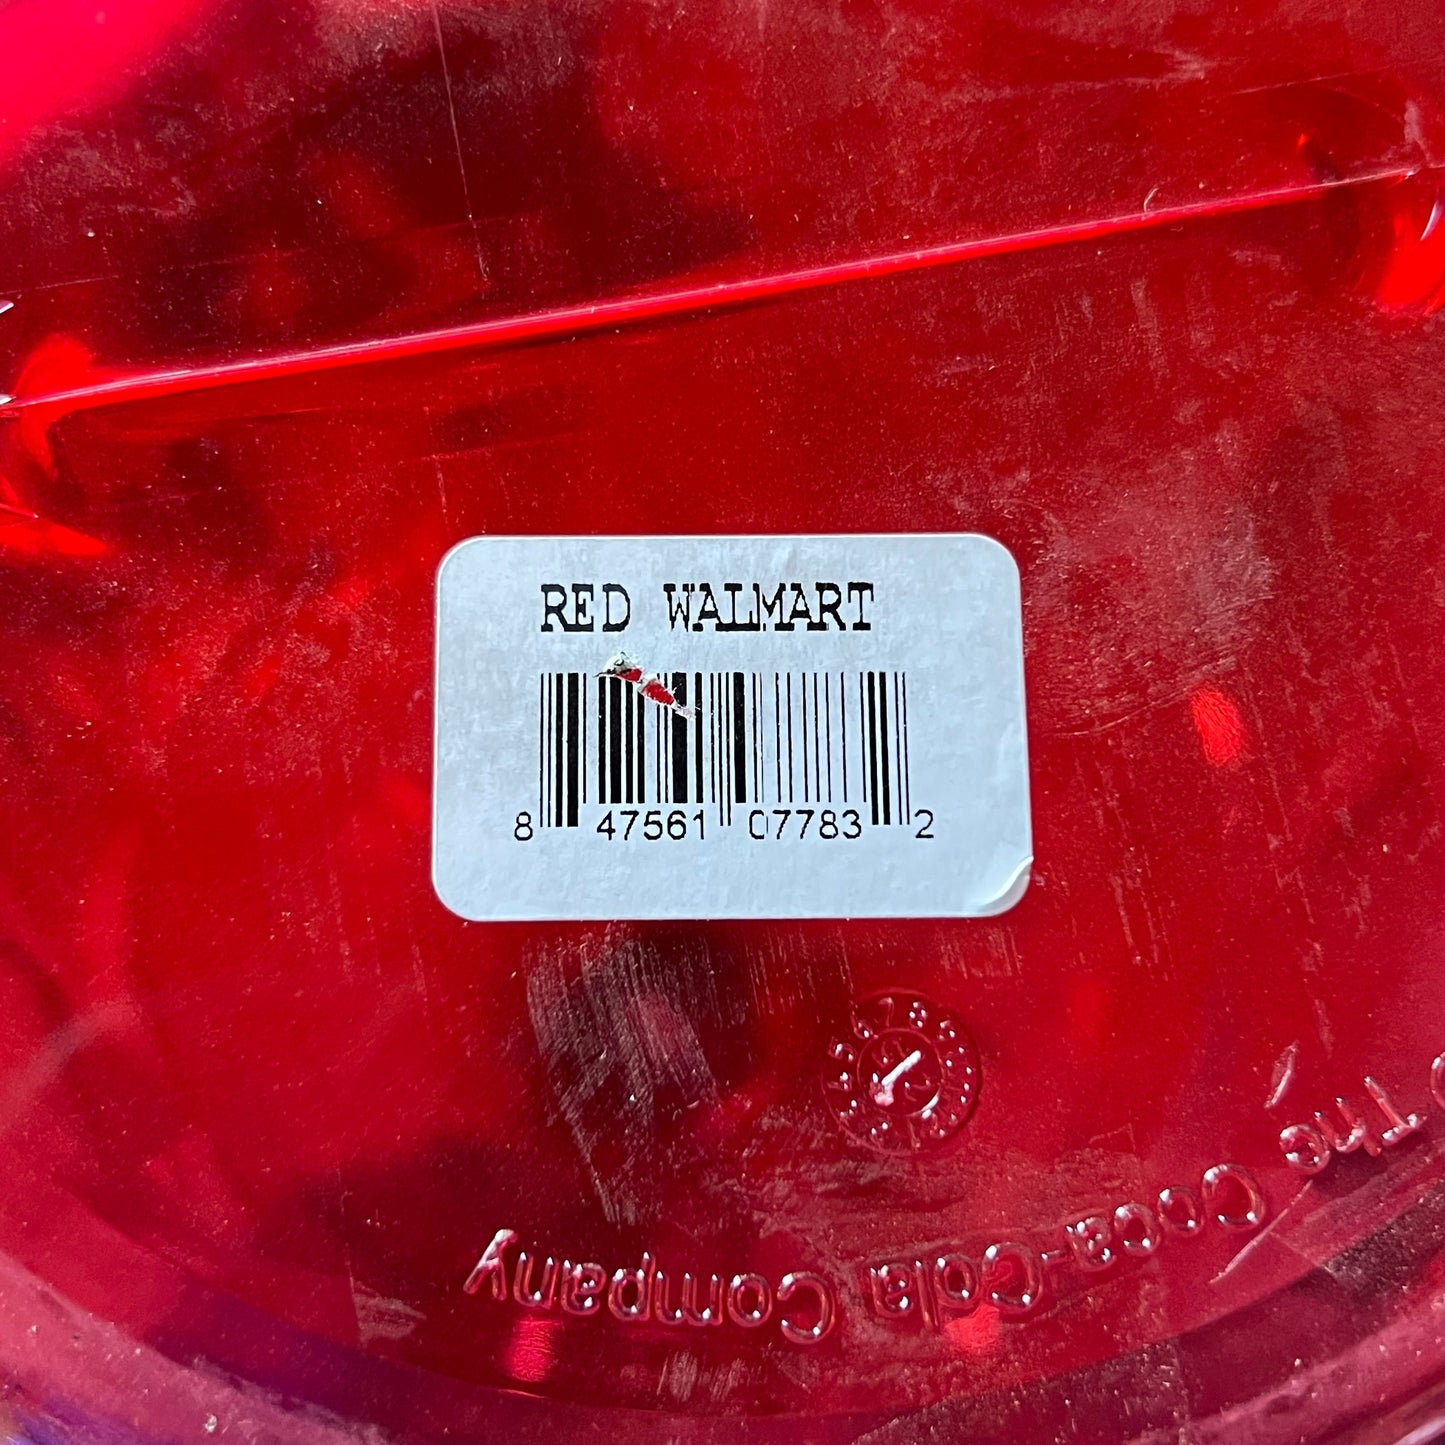 RED WALMART
8 47561 07783 2
The Coca-Cola Company